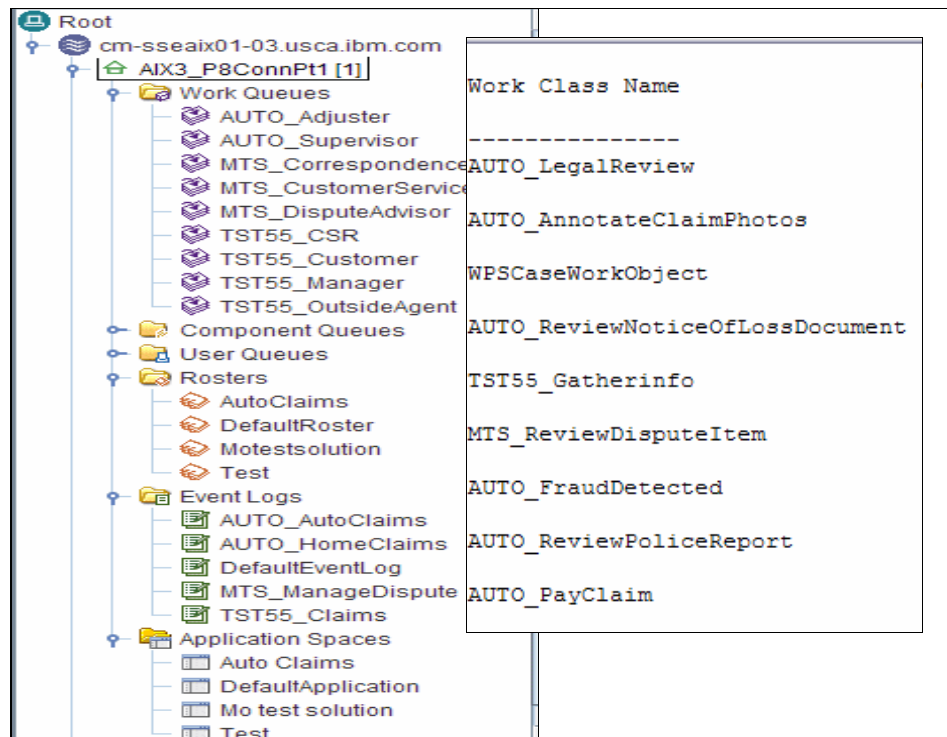 Root
cm-sseaix01-03.usca.ibm.com
AIX3_P8ConnPt1 [1]
Work Queues
AUTO_Adjuster
AUTO_Supervisor
MTS_Correspondence
MTS_CustomerService
MTS_DisputeAdvisor
TST55_CSR
TST55_Customer
TST55_Manager
TST55_OutsideAgent
Component Queues
User Queues
Rosters
AutoClaims
DefaultRoster
Motestsolution
Test
Event Logs
AUTO_AutoClaims
AUTO_HomeClaims
DefaultEventLog
MTS_ManageDispute
TST55_Claims
Application Spaces
Auto Claims
DefaultApplication
Mo test solution
Test
Work Class Name
---------------
AUTO_LegalReview
AUTO_AnnotateClaimPhotos
WPSCaseWorkObject
AUTO_ReviewNoticeOfLossDocument
TST55_Gatherinfo
MTS_ReviewDisputeItem
AUTO_FraudDetected
AUTO_ReviewPoliceReport
AUTO_PayClaim